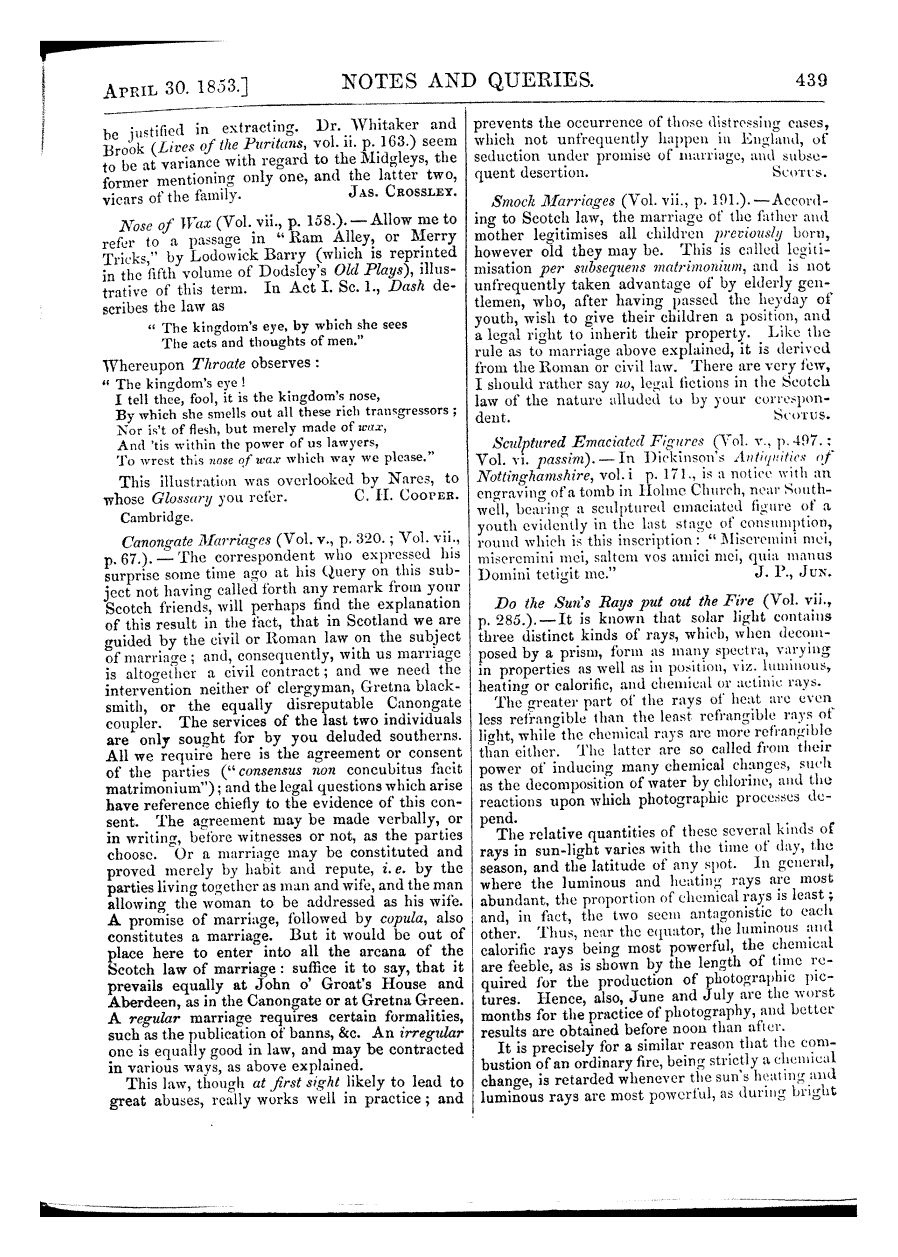 APRIL 30. 1853.] NOTES AND QUERIES. 439
be justified in extracting. Dr. Whitaker and
Brook (Lives of the Puritans, vol. ii. p. 163.) seem
to be at variance with regard to the Midgleys, the
former mentioning only one, and the latter two,
vicars of the family. JAS. CROSSLEY.
Nose of Wax (Vol. vii., p. 158.). — Allow me to
refer to a passage in "Ram Alley, or Merry
Tricks," by Lodowick Barry (which is reprinted
in the fifth volume of Dodsley's Old Plays), illus-
trative of this term. In Act I. Sc. 1., Dash de-
scribes the law as
"The kingdom's eye, by which she sees
The acts and thoughts of men."
Whereupon Throate observes:
"The kingdom's eye!
I tell thee, fool, it is the kingdom's nose,
By which she smells out all these rich transgressors;
Nor is't of flesh, but merely made of wax,
And 'tis within the power of us lawyers,
To wrest this nose of wax which way we please."
This illustration was overlooked by Nares, to
whose Glossary you refer. C. H. COOPER.
Cambridge.
Canongate Marriages (Vol. v., p. 320.; Vol. vii.,
p. 67.). — The correspondent who expressed his
surprise some time ago at his Query on this sub-
ject not having called forth any remark from your
Scotch friends, will perhaps find the explanation
of this result in the fact, that in Scotland we are
guided by the civil or Roman law on the subject
of marriage; and, consequently, with us marriage
is altogether a civil contract; and we need the
intervention neither of clergyman, Gretna black-
smith, or the equally disreputable Canongate
coupler. The services of the last two individuals
are only sought for by you deluded southerns.
All we require here is the agreement or consent
of the parties ("consensus non concubitus facit
matrimonium"); and the legal questions which arise
have reference chiefly to the evidence of this con-
sent. The agreement may be made verbally, or
in writing, before witnesses or not, as the parties
choose. Or a marriage may be constituted and
proved merely by habit and repute, i. e. by the
parties living together as man and wife, and the man
allowing the woman to be addressed as his wife.
A promise of marriage, followed by copula, also
constitutes a marriage. But it would be out of
place here to enter into all the arcana of the
Scotch law of marriage: suffice it to say, that it
prevails equally at John o' Groat's House and
Aberdeen, as in the Canongate or at Gretna Green.
A regular marriage requires certain formalities,
such as the publication of banns, &c. An irregular
one is equally good in law, and may be contracted
in various ways, as above explained.
This law, though at first sight likely to lead to
great abuses, really works well in practice; and
prevents the occurrence of those distressing cases,
which not unfrequently happen in England, of
seduction under promise of marriage, and subse-
quent desertion. SCOTUS.
Smock Marriages (Vol. vii., p. 191.). — Accord-
ing to Scotch law, the marriage of the father and
mother legitimises all children previously born,
however old they may be. This is called legiti-
misation per subsequens matrimonium, and is not
unfrequently taken advantage of by elderly gen-
tlemen, who, after having passed the heyday of
youth, wish to give their children a position, and
a legal right to inherit their property. Like the
rule as to marriage above explained, it is derived
from the Roman or civil law. There are very few,
I should rather say no, legal fictions in the Scotch
law of the nature alluded to by your correspon-
dent. SCOTUS.
Sculptured Emaciated Figures (Vol. v., p. 497.;
Vol. vi. passim). — In Dickinson's Antiquities of
Nottinghamshire, vol. i p. 171., is a notice with an
engraving of a tomb in Holme Church, near South-
well, bearing a sculptured emaciated figure of a
youth evidently in the last stage of consumption,
round which is this inscription: "Miseremini mei,
miseremini mei, saltem vos amici mei, quia manus
Domini tetigit me." J. P., JUN.
Do the Sun's Rays put out the Fire (Vol. vii.,
p. 285.). — It is known that solar light contains
three distinct kinds of rays, which, when decom-
posed by a prism, form as many spectra, varying
in properties as well as in position, viz. luminous,
heating or calorific, and chemical or actinic rays.
The greater part of the rays of heat are even
less refrangible than the least refrangible rays of
light, while the chemical rays are more refrangible
than either. The latter are so called from their
power of inducing many chemical changes, such
as the decomposition of water by chlorine, and the
reactions upon which photographic processes de-
pend.
The relative quantities of these several kinds of
rays in sun-light varies with the time of day, the
season, and the latitude of any spot. In general,
where the luminous and heating rays are most
abundant, the proportion of chemical rays is least;
and, in fact, the two seem antagonistic to each
other. Thus, near the equator, the luminous and
calorific rays being most powerful, the chemical
are feeble, as is shown by the length of time re-
quired for the production of photographic pic-
tures. Hence, also, June and July are the worst
months for the practice of photography, and better
results are obtained before noon than after.
It is precisely for a similar reason that the com-
bustion of an ordinary fire, being strictly a chemical
change, is retarded whenever the sun's heating and
luminous rays are most powerful, as during bright